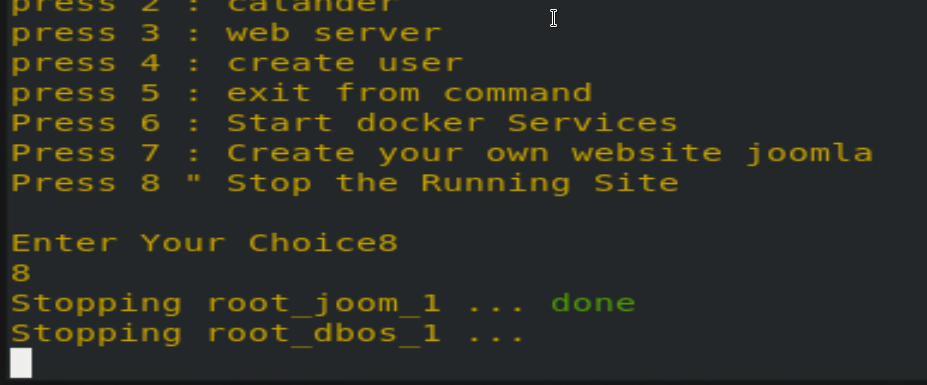 press 2 : calander
press 3 : web server
press 4 : create user
press 5 : exit from command
Press 6 : Start docker Services
Press 7 : Create your own website joomla
Press 8 " Stop the Running Site
Enter Your Choice8
8
Stopping root_joom_1 ... done
Stopping root_dbos_1 ...